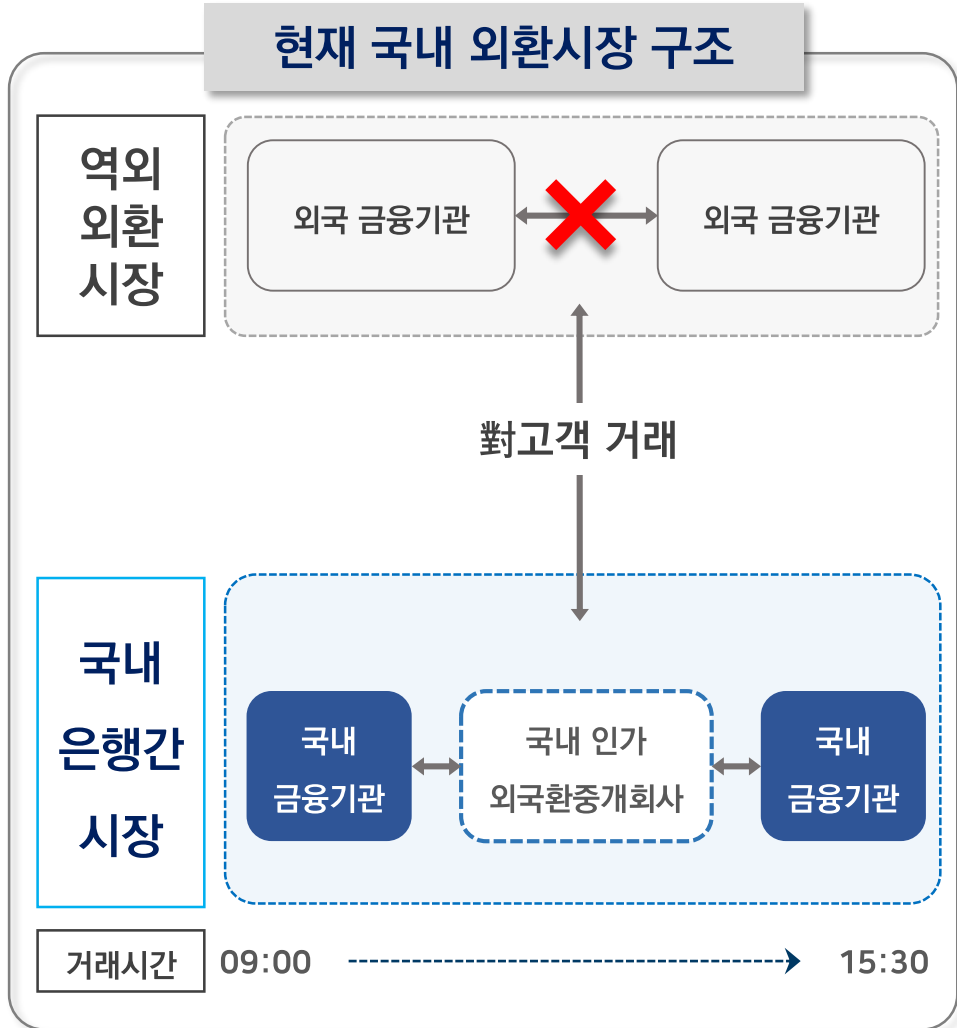 현재 국내 외환시장 구조
역외
외환
시장
외국 금융기관
외국 금융기관
對고객 거래
국내
은행간
시장
국내
금융기관
국내 인가
외국환중개회사
국내
금융기관
거래시간
09:00
15:30